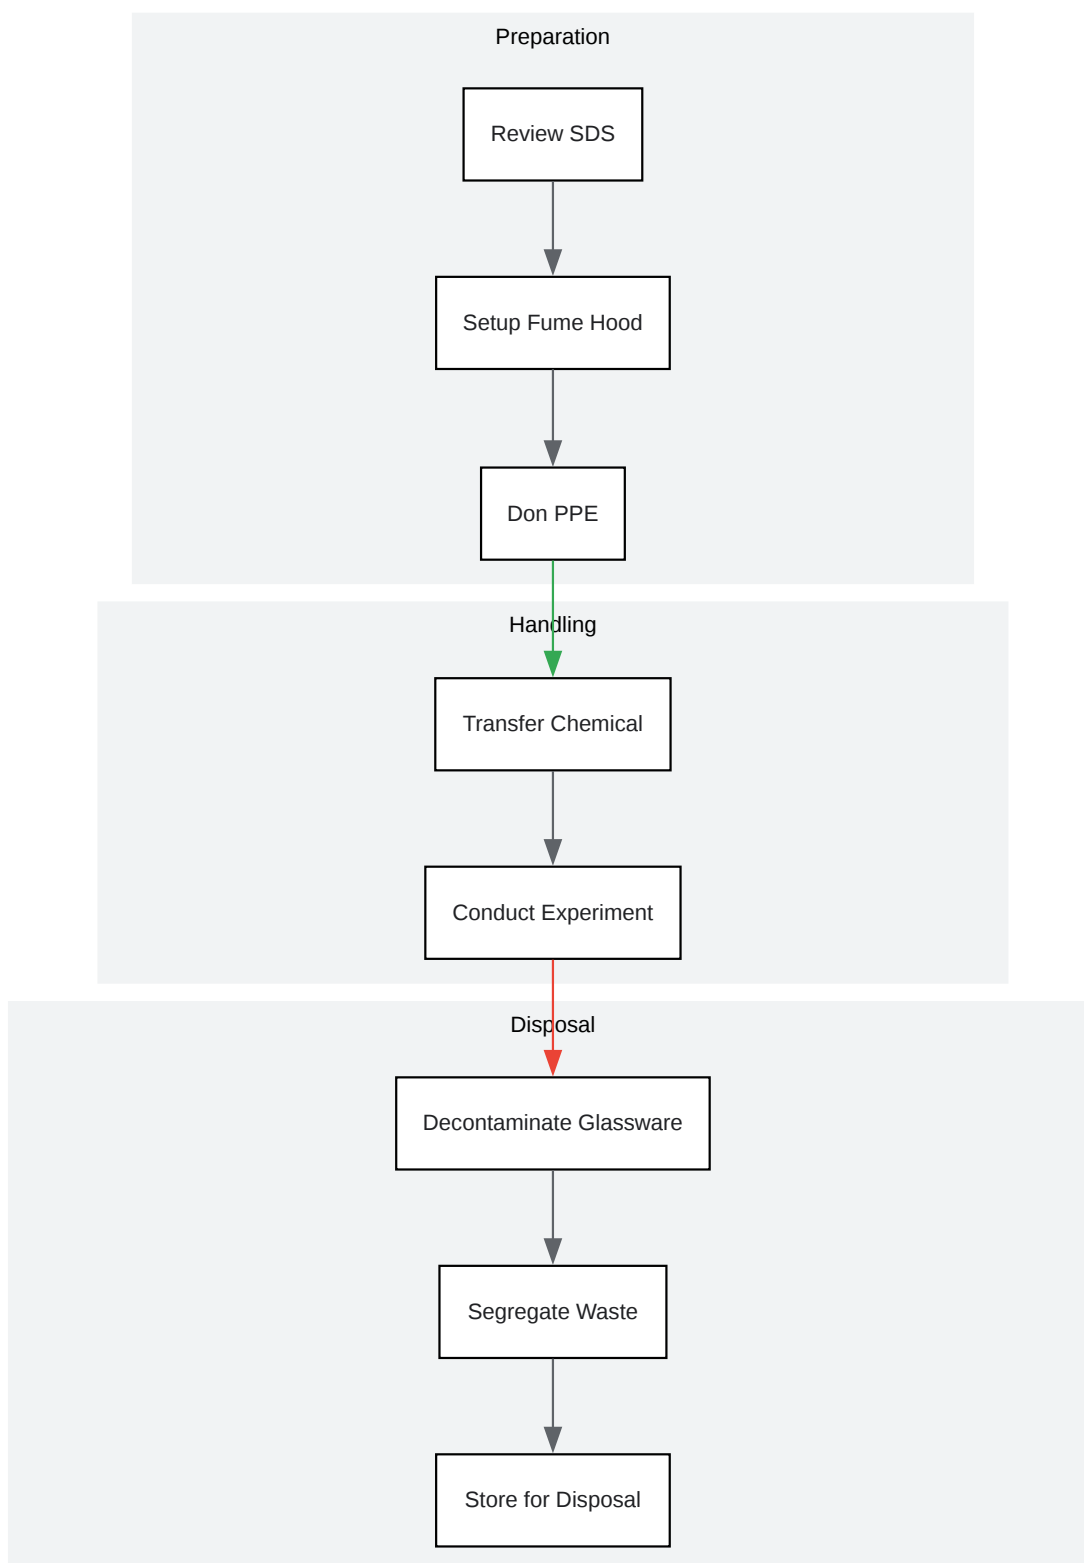 Preparation
Review SDS
Setup Fume Hood
Don PPE
Handling
Transfer Chemical
Conduct Experiment
Disposal
Decontaminate Glassware
Segregate Waste
Store for Disposal